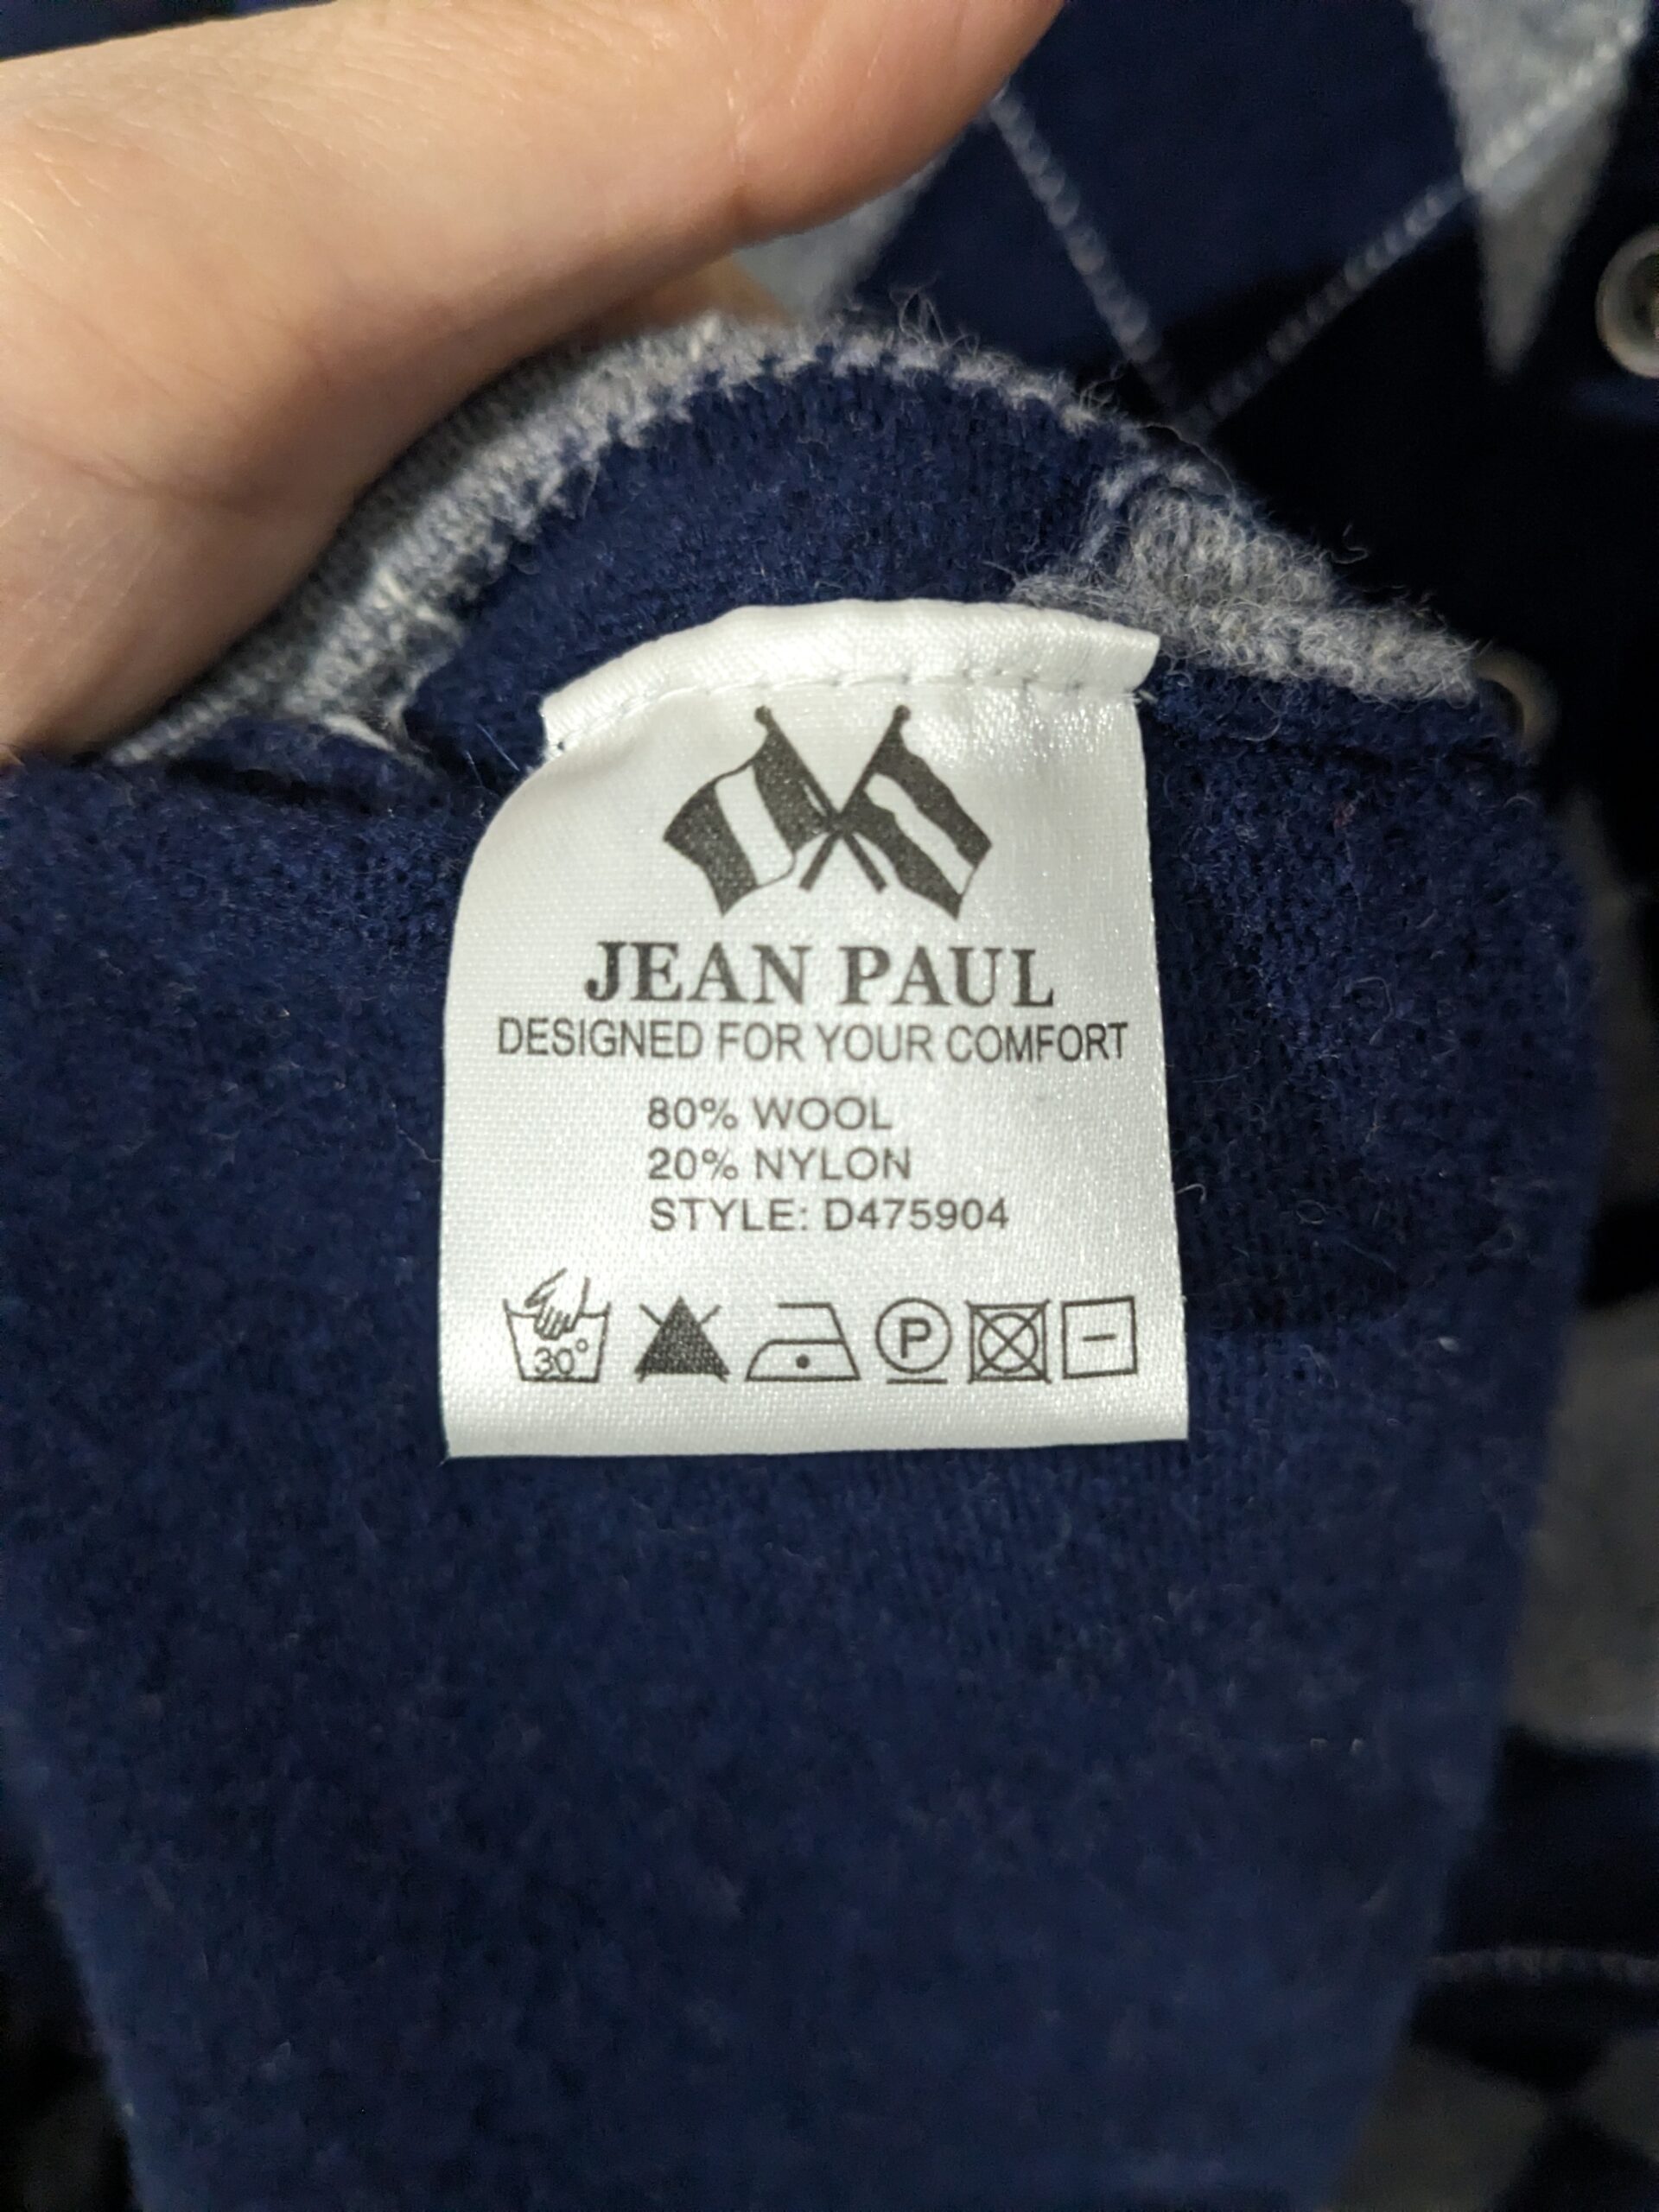 JEAN PAUL
DESIGNED FOR YOUR COMFORT
80% WOOL
20% NYLON
STYLE: D475904
30°
P